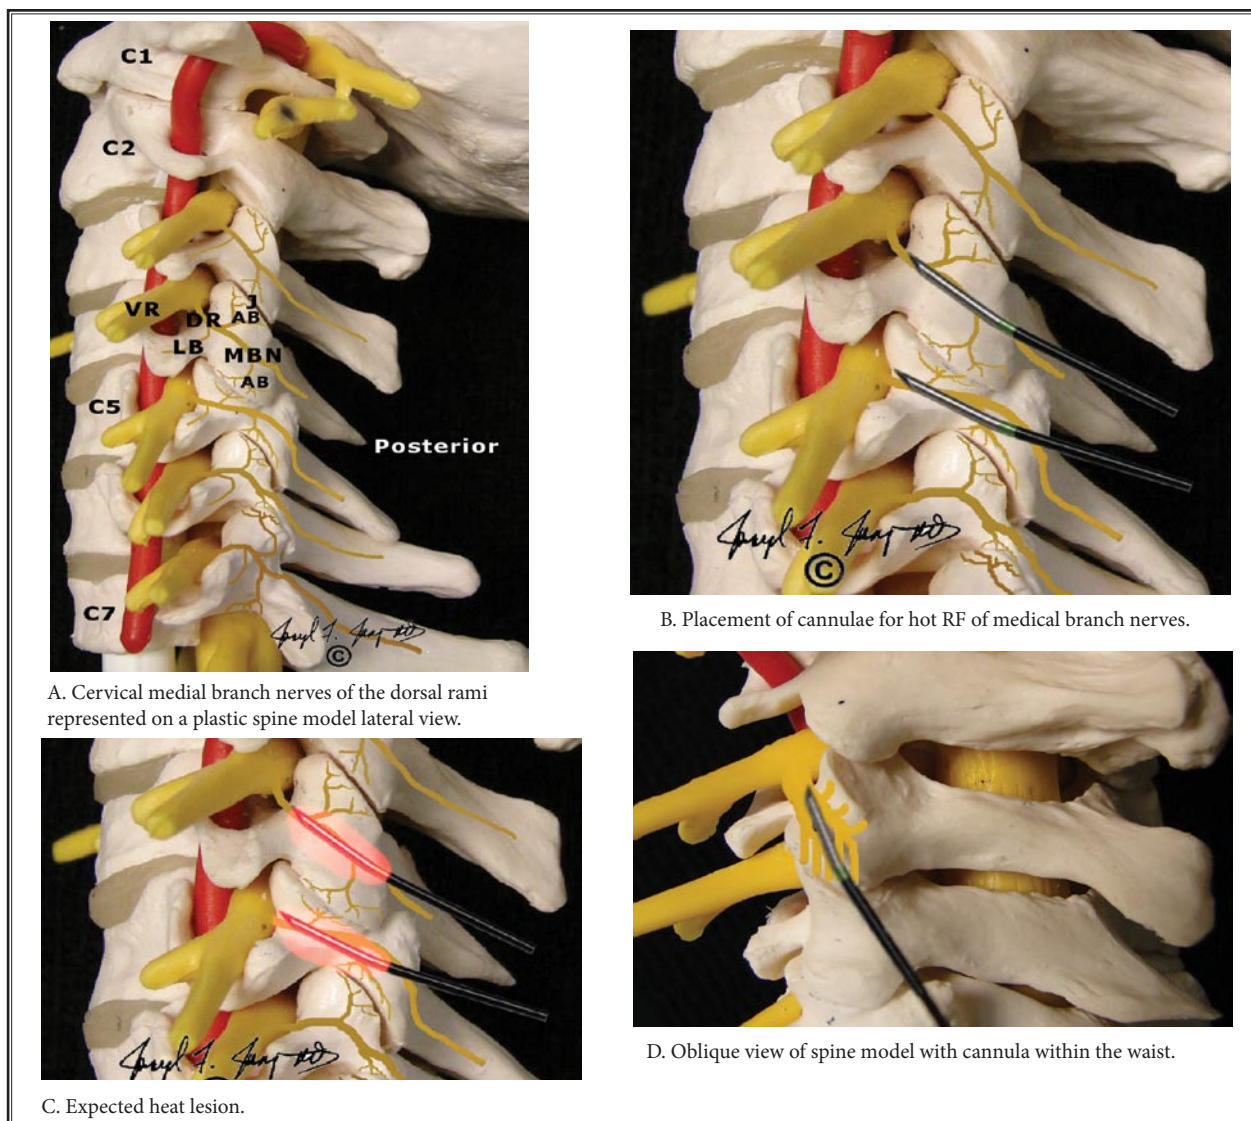 C1
C2
VR
DR
J
AB
LB
MBN
AB
C5
Posterior
C7
©
A. Cervical medial branch nerves of the dorsal rami
represented on a plastic spine model lateral view.
©
B. Placement of cannulae for hot RF of medical branch nerves.
C. Expected heat lesion.
D. Oblique view of spine model with cannula within the waist.